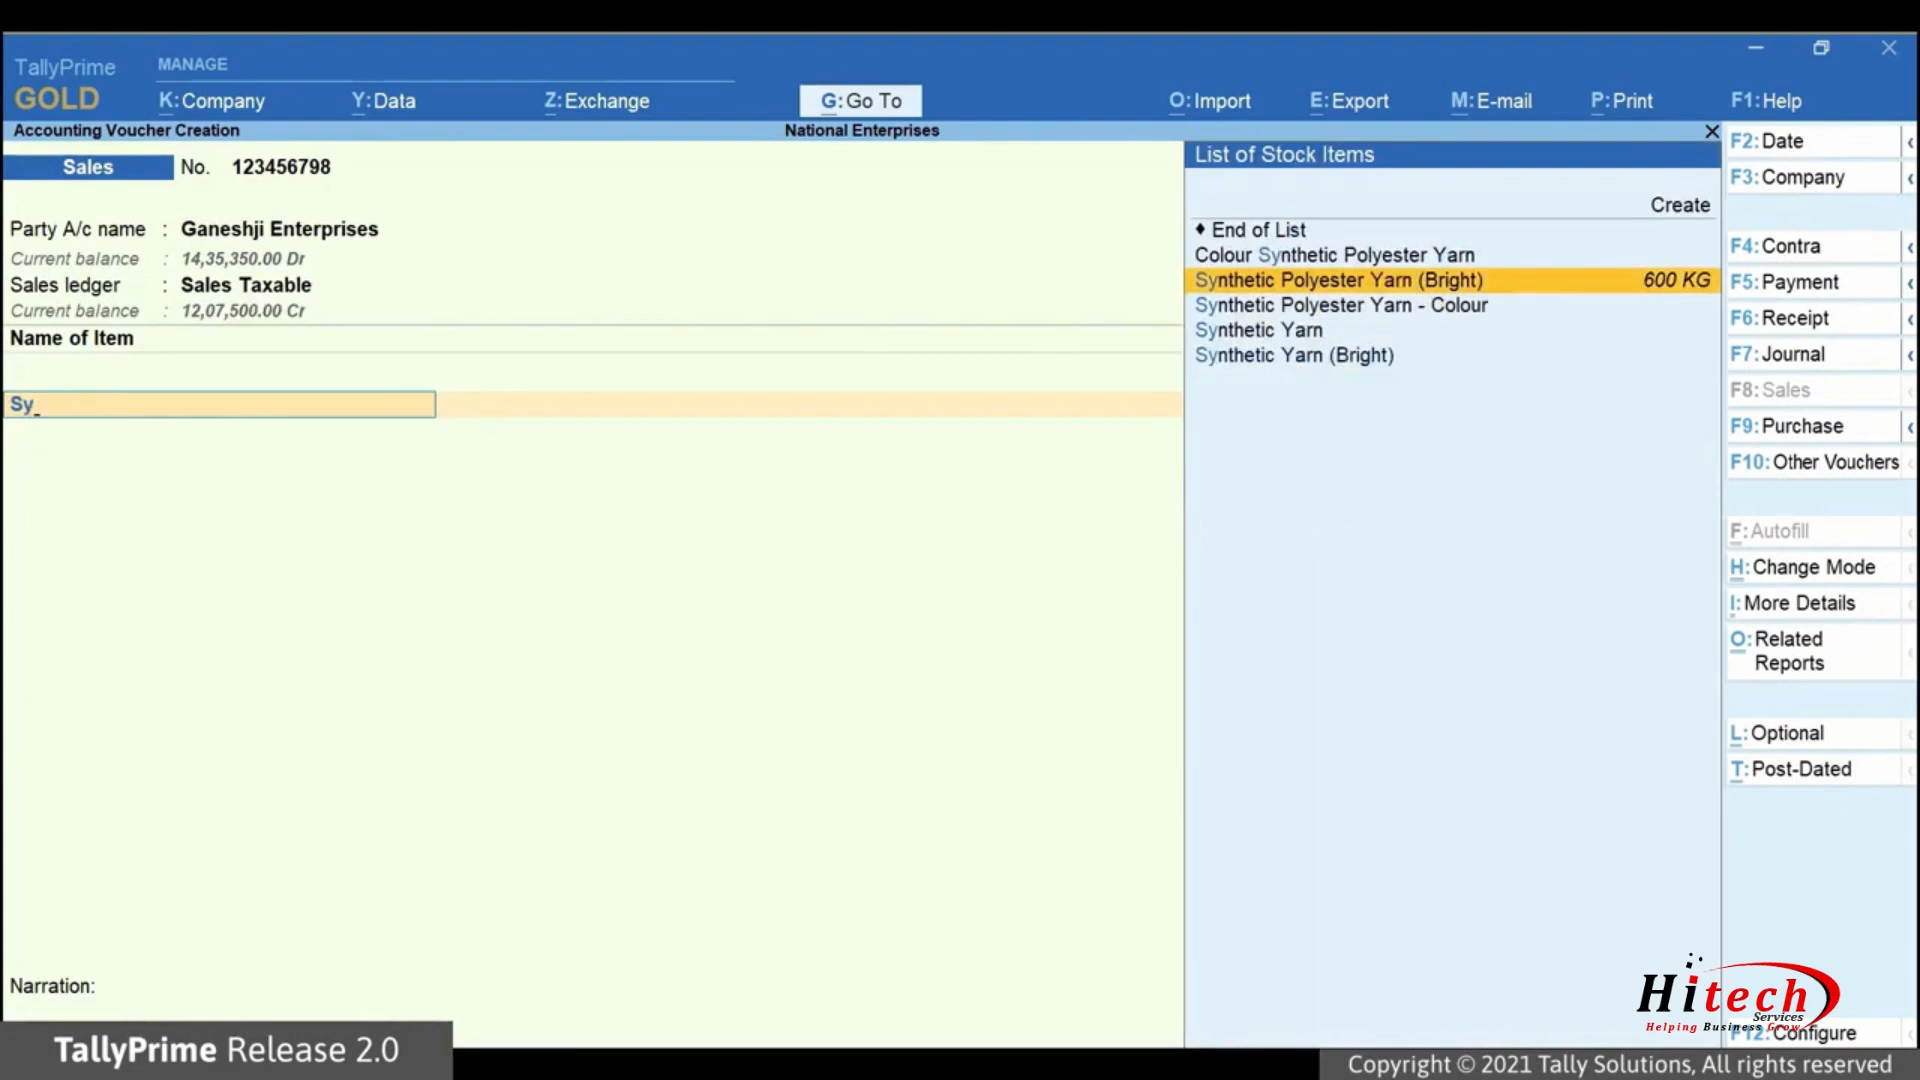 TallyPrime
GOLD
MANAGE
K: Company
Y: Data
Z: Exchange
G: Go To
O: Import
E: Export
M: E-mail
P: Print
F1: Help
Accounting Voucher Creation
National Enterprises
Sales No. 123456798
Party A/c name : Ganeshji Enterprises
Current balance : 14,35,350.00 Dr
Sales ledger : Sales Taxable
Current balance : 12,07,500.00 Cr
Name of Item
Sy
Narration:
List of Stock Items
Create
♦ End of List
Colour Synthetic Polyester Yarn
Synthetic Polyester Yarn (Bright) 600 KG
Synthetic Polyester Yarn - Colour
Synthetic Yarn
Synthetic Yarn (Bright)
F2: Date
F3: Company
F4: Contra
F5: Payment
F6: Receipt
F7: Journal
F8: Sales
F9: Purchase
F10: Other Vouchers
F: Autofill
H: Change Mode
I: More Details
O: Related
Reports
L: Optional
T: Post-Dated
Hitech
Services
Helping Business Grow
F12: Configure
TallyPrime Release 2.0
Copyright © 2021 Tally Solutions, All rights reserved